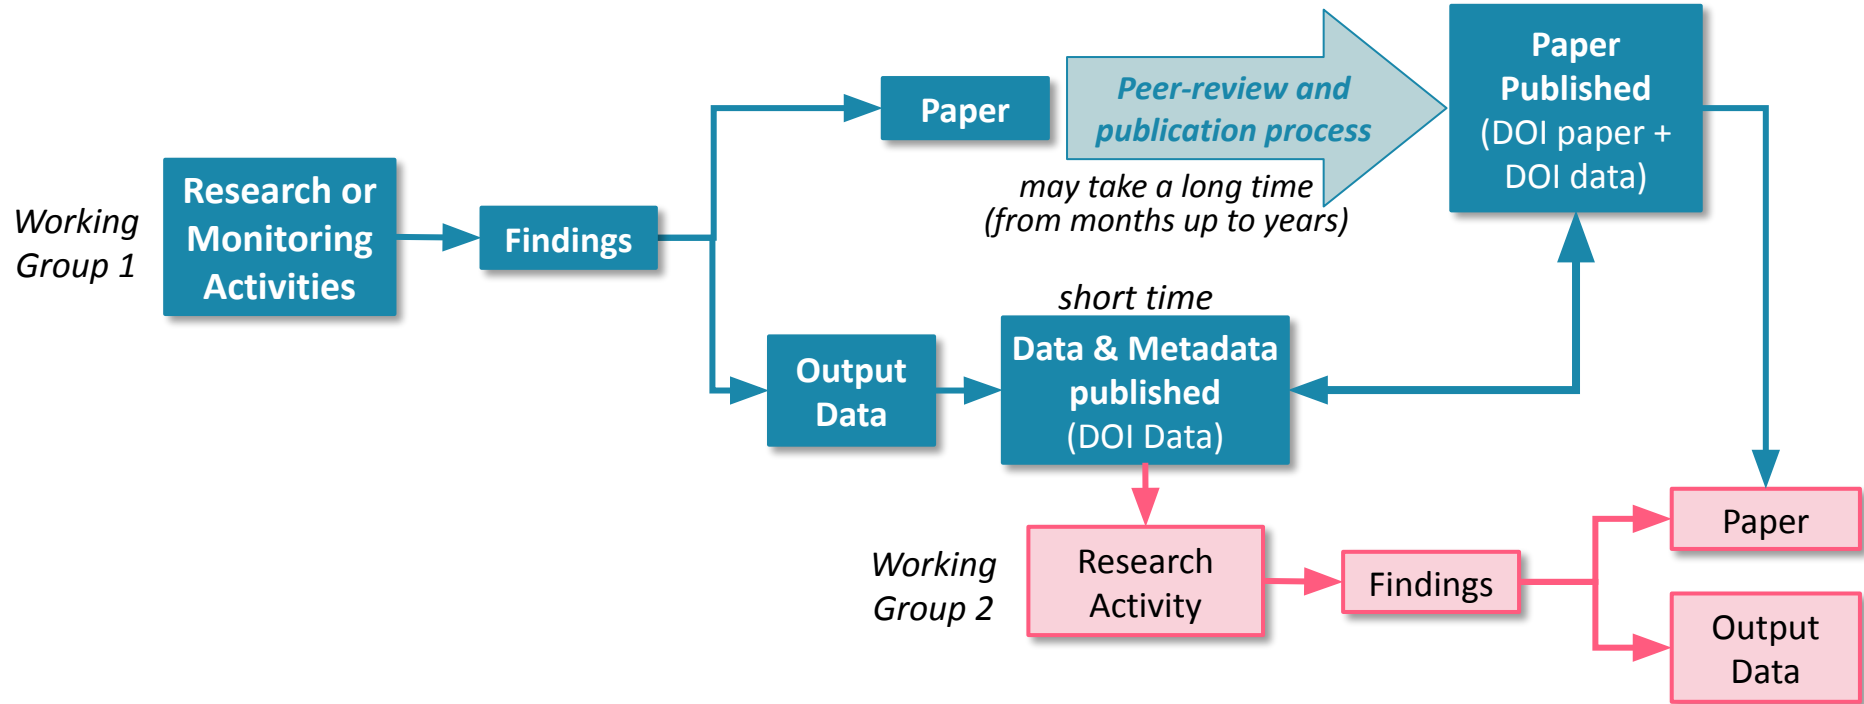 Working
Group 1
Research or
Monitoring
Activities
Findings
Paper
Peer-review and
publication process
may take a long time
(from months up to years)
Paper
Published
(DOI paper +
DOI data)
Output
Data
short time
Data & Metadata
published
(DOI Data)
Working
Group 2
Research
Activity
Findings
Paper
Output
Data